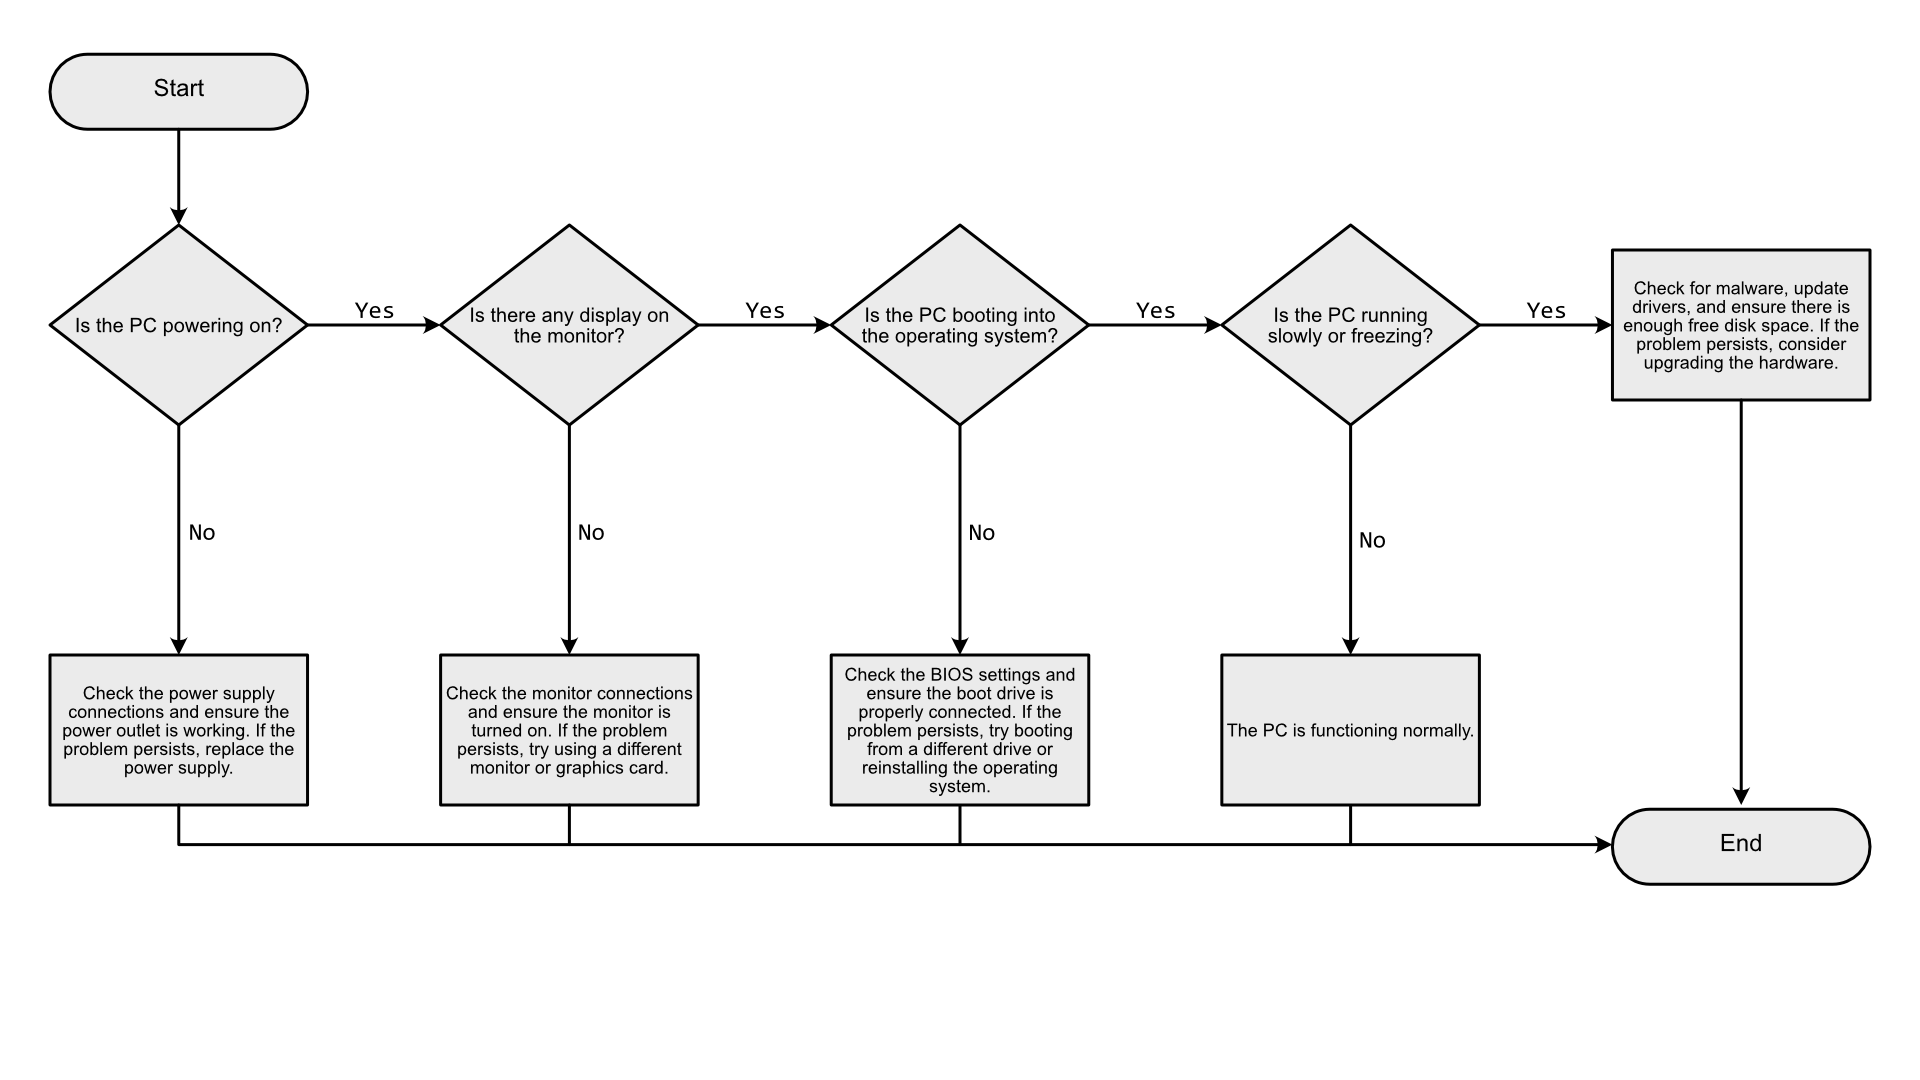 Start
Is the PC powering on?
Yes
Is there any display on
the monitor?
Yes
Is the PC booting into
the operating system?
Yes
Is the PC running
slowly or freezing?
Yes
Check for malware, update
drivers, and ensure there is
enough free disk space. If the
problem persists, consider
upgrading the hardware.
No
No
No
No
Check the power supply
connections and ensure the
power outlet is working. If the
problem persists, replace the
power supply.
Check the monitor connections
and ensure the monitor is
turned on. If the problem
persists, try using a different
monitor or graphics card.
Check the BIOS settings and
ensure the boot drive is
properly connected. If the
problem persists, try booting
from a different drive or
reinstalling the operating
system.
The PC is functioning normally.
End